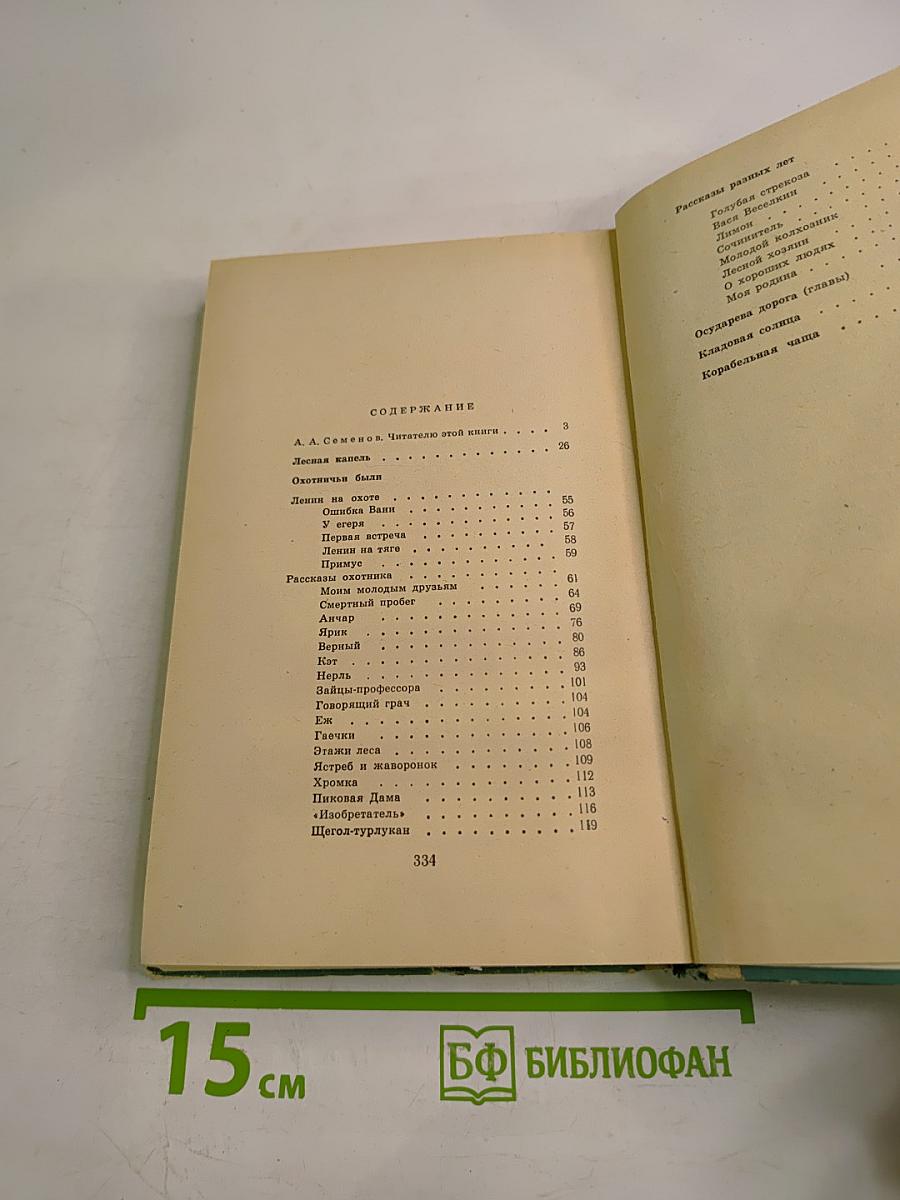 СОДЕРЖАНИЕ
А. А. Семенов. Читателю этой книги . . . . 3
Лесная капель . . . . . . . . . . . . . 26
Охотничьи были
Ленин на охоте . . . . . . . . . . . .
Ошибка Вани . . . . . . . . . . . 55
У егеря . . . . . . . . . . . . 56
Первая встреча . . . . . . . . . . 57
Ленин на тяге . . . . . . . . . . 58
Примус . . . . . . . . . . . . 59
Рассказы охотника . . . . . . . . . . .
Моим молодым друзьям . . . . . . . 61
Смертный пробег . . . . . . . . . 64
Анчар . . . . . . . . . . . . . 69
Ярик . . . . . . . . . . . . . 76
Верный . . . . . . . . . . . . 80
Кэт . . . . . . . . . . . . . . 86
Нерль . . . . . . . . . . . . . 93
Зайцы-профессора . . . . . . . . . 101
Говорящий грач . . . . . . . . . . 104
Еж . . . . . . . . . . . . . . 104
Гаечки . . . . . . . . . . . . 106
Этажи леса . . . . . . . . . . . 108
Ястреб и жаворонок . . . . . . . . 109
Хромка . . . . . . . . . . . . 112
Пиковая Дама . . . . . . . . . . 113
«Изобретатель» . . . . . . . . . . 116
Щегол-турлукан . . . . . . . . . . 119
334
Рассказы разных лет
Голубая стрекоза
Вася Веселкин
Лимон
Сочинитель
Молодой колхозник
Лесной хозяин
О хороших людях
Моя родина
Осударева дорога (главы)
Кладовая солнца
Корабельная чаща
15 см
БФ БИБЛИОФАН